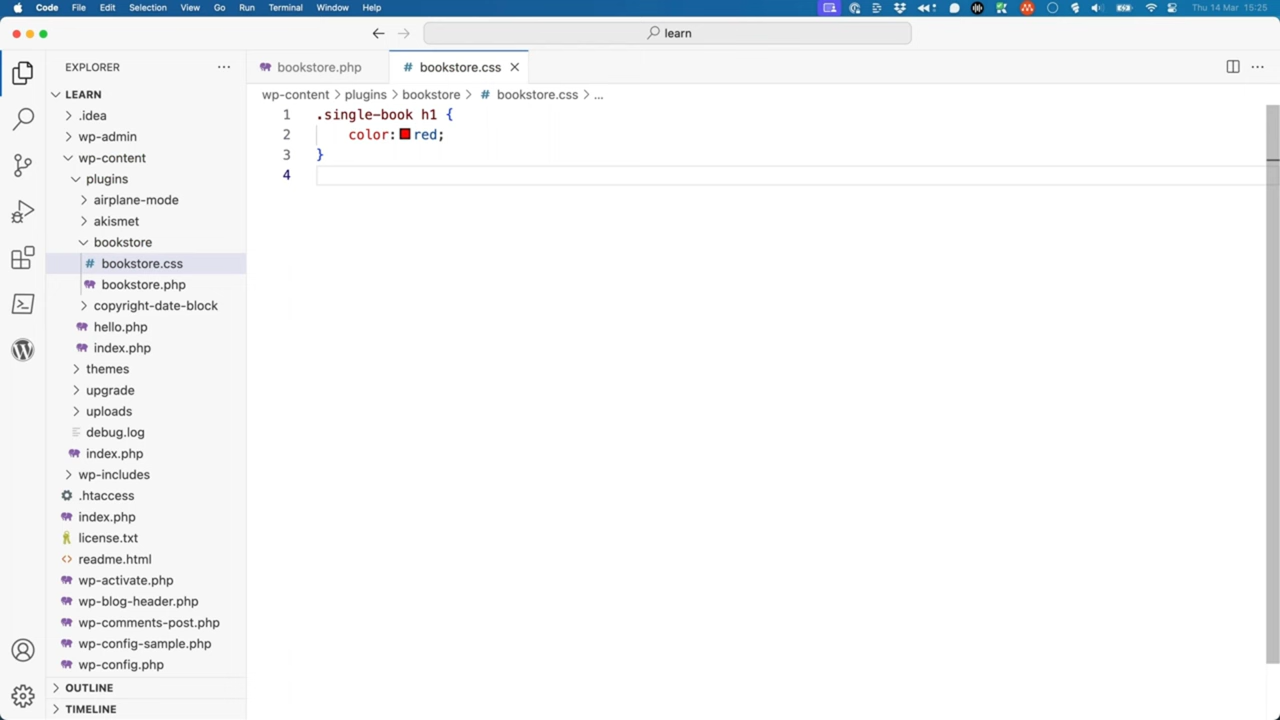 Code File Edit Selection View Go Run Terminal Window Help Thu 14 Mar 15:25
learn
EXPLORER
bookstore.php
# bookstore.css
wp-content > plugins > bookstore > # bookstore.css > ...
LEARN
.idea
wp-admin
wp-content
plugins
airplane-mode
akismet
bookstore
# bookstore.css
bookstore.php
copyright-date-block
hello.php
index.php
themes
upgrade
uploads
debug.log
index.php
wp-includes
.htaccess
index.php
license.txt
readme.html
wp-activate.php
wp-blog-header.php
wp-comments-post.php
wp-config-sample.php
wp-config.php
OUTLINE
TIMELINE
1 .single-book h1 {
2 color: red;
3 }
4